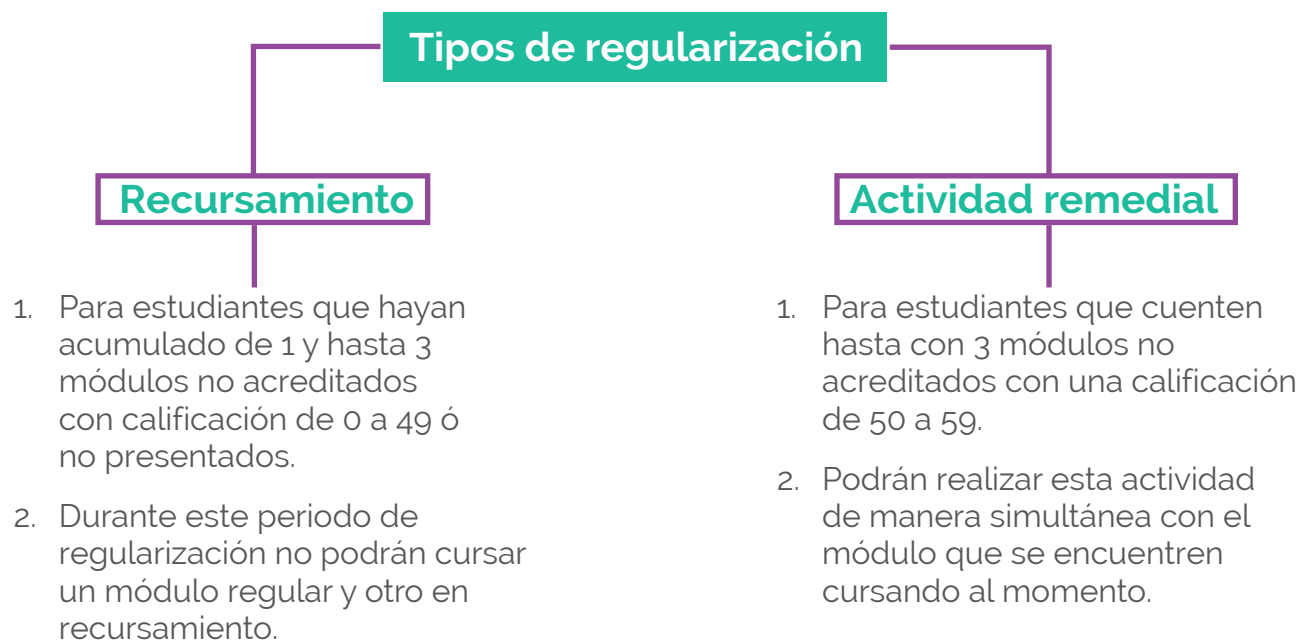 Tipos de regularización
Recursamiento
1. Para estudiantes que hayan
acumulado de 1 y hasta 3
módulos no acreditados
con calificación de 0 a 49 ó
no presentados.
2. Durante este periodo de
regularización no podrán cursar
un módulo regular y otro en
recursamiento.
Actividad remedial
1. Para estudiantes que cuenten
hasta con 3 módulos no
acreditados con una calificación
de 50 a 59.
2. Podrán realizar esta actividad
de manera simultánea con el
módulo que se encuentren
cursando al momento.